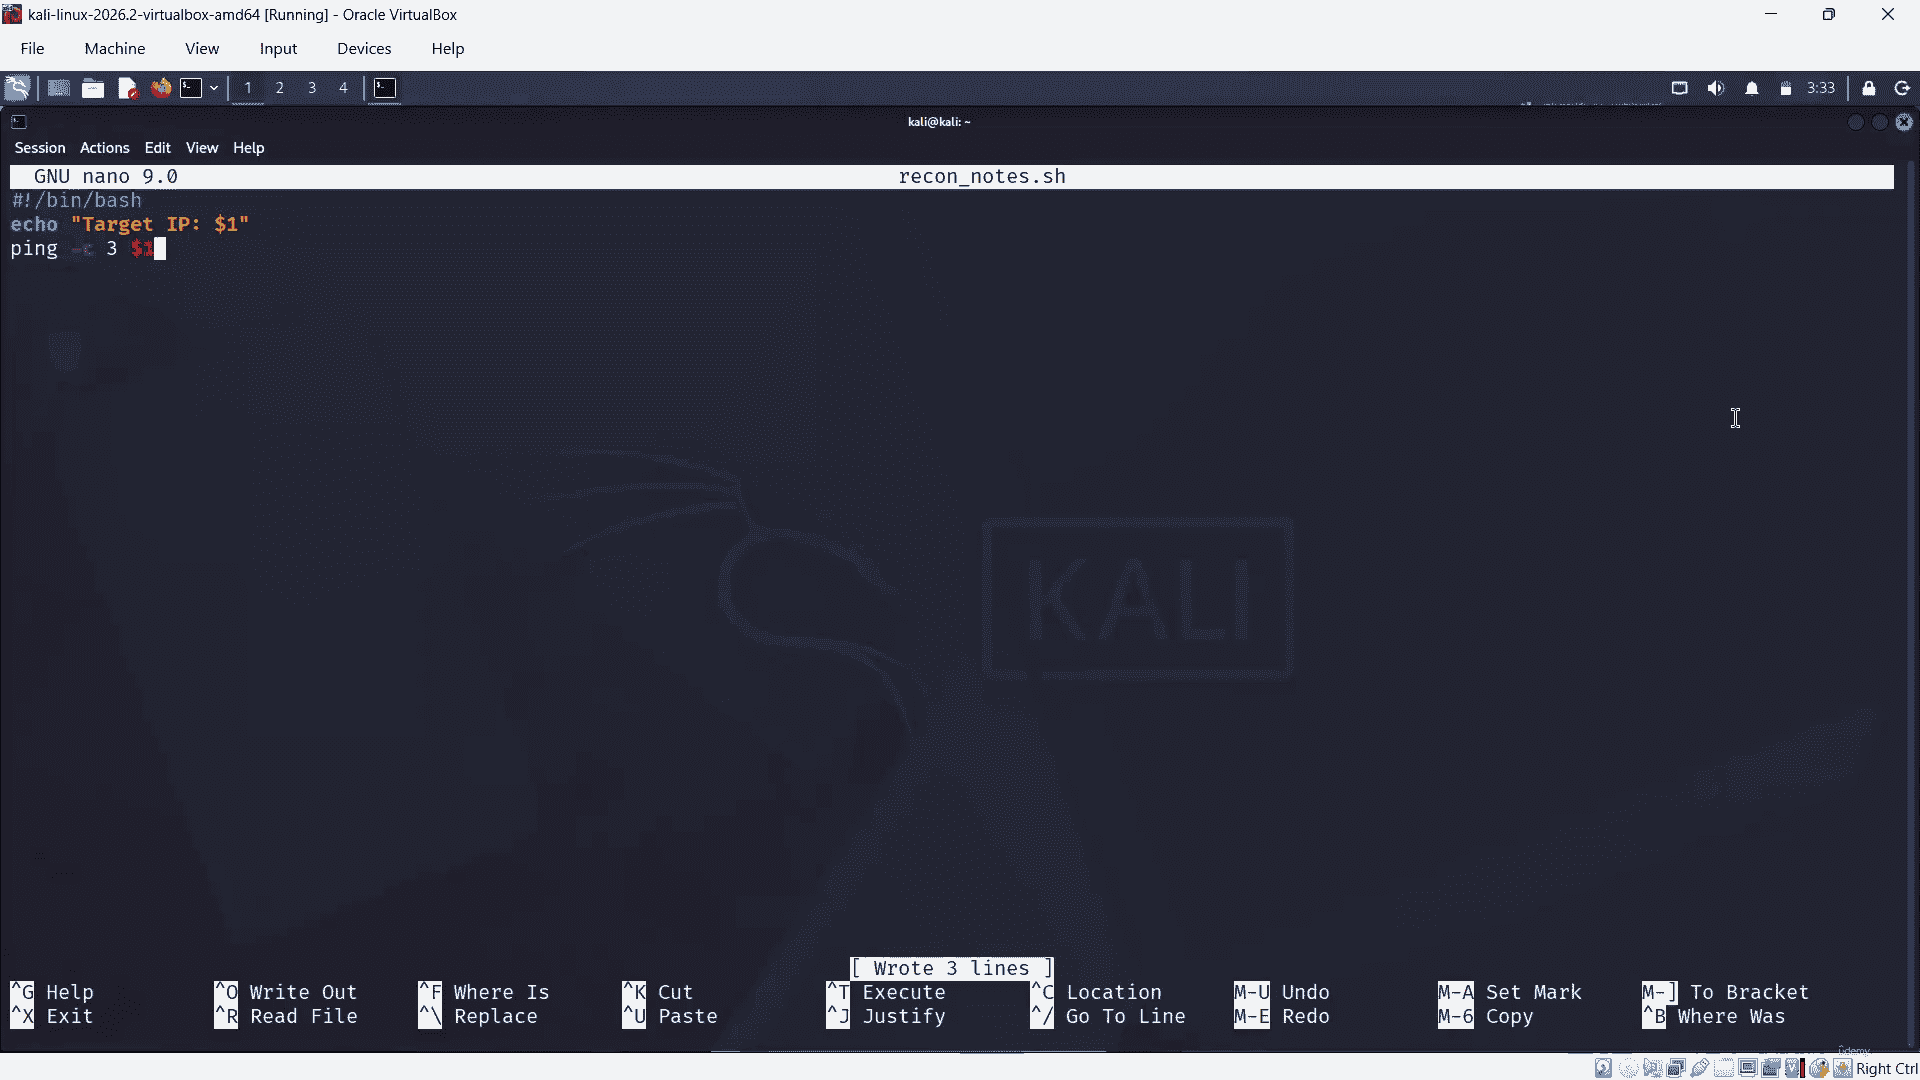 kali-linux-2026.2-virtualbox-amd64 [Running] - Oracle VirtualBox
File Machine View Input Devices Help
1 2 3 4 3:33
kali@kali: ~
Session Actions Edit View Help
GNU nano 9.0 recon_notes.sh
#!/bin/bash
echo "Target IP: $1"
ping -c 3 $1
KALI
[ Wrote 3 lines ]
^G Help ^O Write Out ^F Where Is ^K Cut ^T Execute ^C Location M-U Undo M-A Set Mark M-] To Bracket
^X Exit ^R Read File ^\ Replace ^U Paste ^J Justify ^/ Go To Line M-E Redo M-6 Copy ^B Where Was
udemy
Right Ctrl